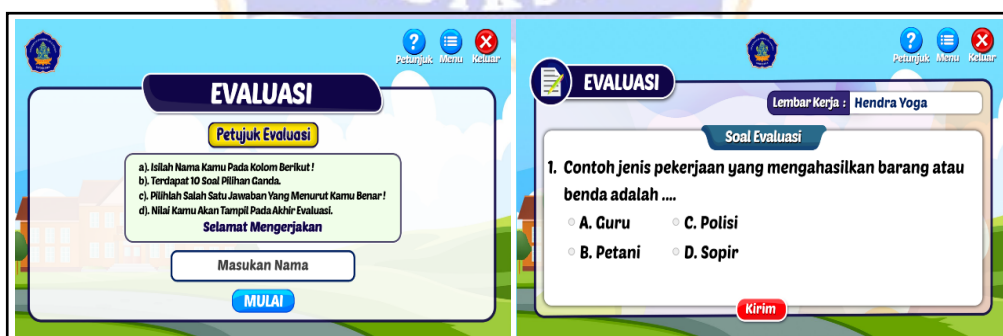 ? Petunjuk Menu Keluar
EVALUASI
Petujuk Evaluasi
a). Isilah Nama Kamu Pada Kolom Berikut !
b). Terdapat 10 Soal Pilihan Ganda.
c). Pilihlah Salah Satu Jawaban Yang Menurut Kamu Benar !
d). Nilai Kamu Akan Tampil Pada Akhir Evaluasi.
Selamat Mengerjakan
Masukan Nama
MULAI
? Petunjuk Menu Keluar
EVALUASI
Lembar Kerja : Hendra Yoga
Soal Evaluasi
1. Contoh jenis pekerjaan yang mengahasilkan barang atau
benda adalah ....
A. Guru C. Polisi
B. Petani D. Sopir
Kirim